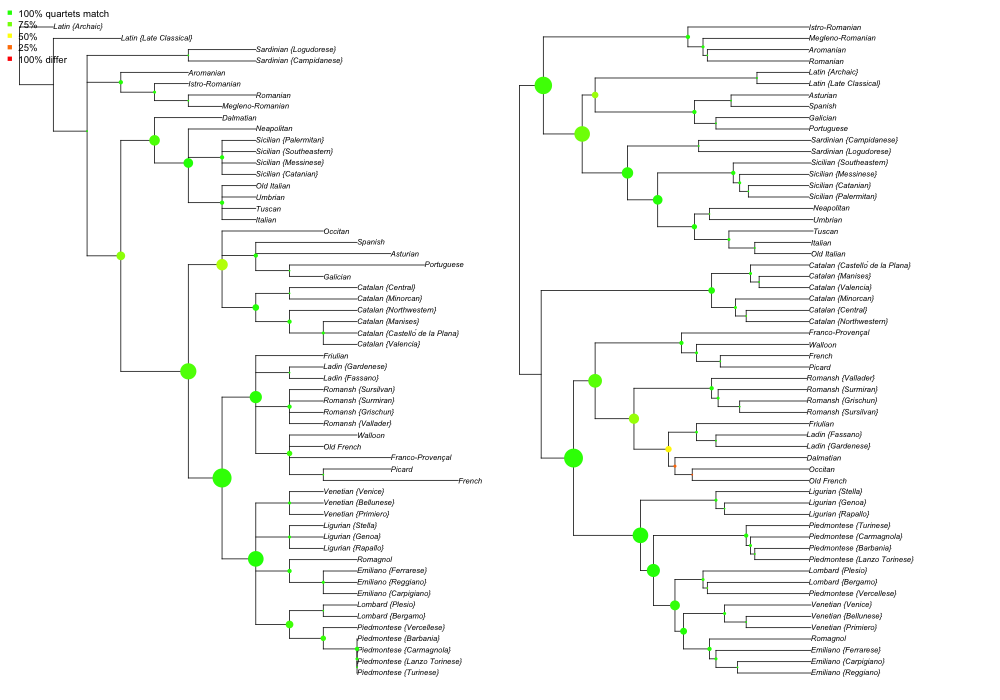 100% quartets match
75%
50%
25%
100% differ
Latin {Archaic}
Latin {Late Classical}
Sardinian {Logudorese}
Sardinian {Campidanese}
Aromanian
Istro-Romanian
Romanian
Megleno-Romanian
Dalmatian
Neapolitan
Sicilian {Palermitan}
Sicilian {Southeastern}
Sicilian {Messinese}
Sicilian {Catanian}
Old Italian
Umbrian
Tuscan
Italian
Occitan
Spanish
Asturian
Portuguese
Galician
Catalan {Central}
Catalan {Minorcan}
Catalan {Northwestern}
Catalan {Manises}
Catalan {Castelló de la Plana}
Catalan {Valencia}
Friulian
Ladin {Gardenese}
Ladin {Fassano}
Romansh {Sursilvan}
Romansh {Surmiran}
Romansh {Grischun}
Romansh {Vallader}
Walloon
Old French
Franco-Provençal
Picard
French
Venetian {Venice}
Venetian {Bellunese}
Venetian {Primiero}
Ligurian {Stella}
Ligurian {Genoa}
Ligurian {Rapallo}
Romagnol
Emiliano {Ferrarese}
Emiliano {Reggiano}
Emiliano {Carpigiano}
Lombard {Plesio}
Lombard {Bergamo}
Piedmontese {Vercellese}
Piedmontese {Barbania}
Piedmontese {Carmagnola}
Piedmontese {Lanzo Torinese}
Piedmontese {Turinese}
Istro-Romanian
Megleno-Romanian
Aromanian
Romanian
Latin {Archaic}
Latin {Late Classical}
Asturian
Spanish
Galician
Portuguese
Sardinian {Campidanese}
Sardinian {Logudorese}
Sicilian {Southeastern}
Sicilian {Messinese}
Sicilian {Catanian}
Sicilian {Palermitan}
Neapolitan
Umbrian
Tuscan
Italian
Old Italian
Catalan {Castelló de la Plana}
Catalan {Manises}
Catalan {Valencia}
Catalan {Minorcan}
Catalan {Central}
Catalan {Northwestern}
Franco-Provençal
Walloon
French
Picard
Romansh {Vallader}
Romansh {Surmiran}
Romansh {Grischun}
Romansh {Sursilvan}
Friulian
Ladin {Fassano}
Ladin {Gardenese}
Dalmatian
Occitan
Old French
Ligurian {Stella}
Ligurian {Genoa}
Ligurian {Rapallo}
Piedmontese {Turinese}
Piedmontese {Carmagnola}
Piedmontese {Barbania}
Piedmontese {Lanzo Torinese}
Lombard {Plesio}
Lombard {Bergamo}
Piedmontese {Vercellese}
Venetian {Venice}
Venetian {Bellunese}
Venetian {Primiero}
Romagnol
Emiliano {Ferrarese}
Emiliano {Carpigiano}
Emiliano {Reggiano}